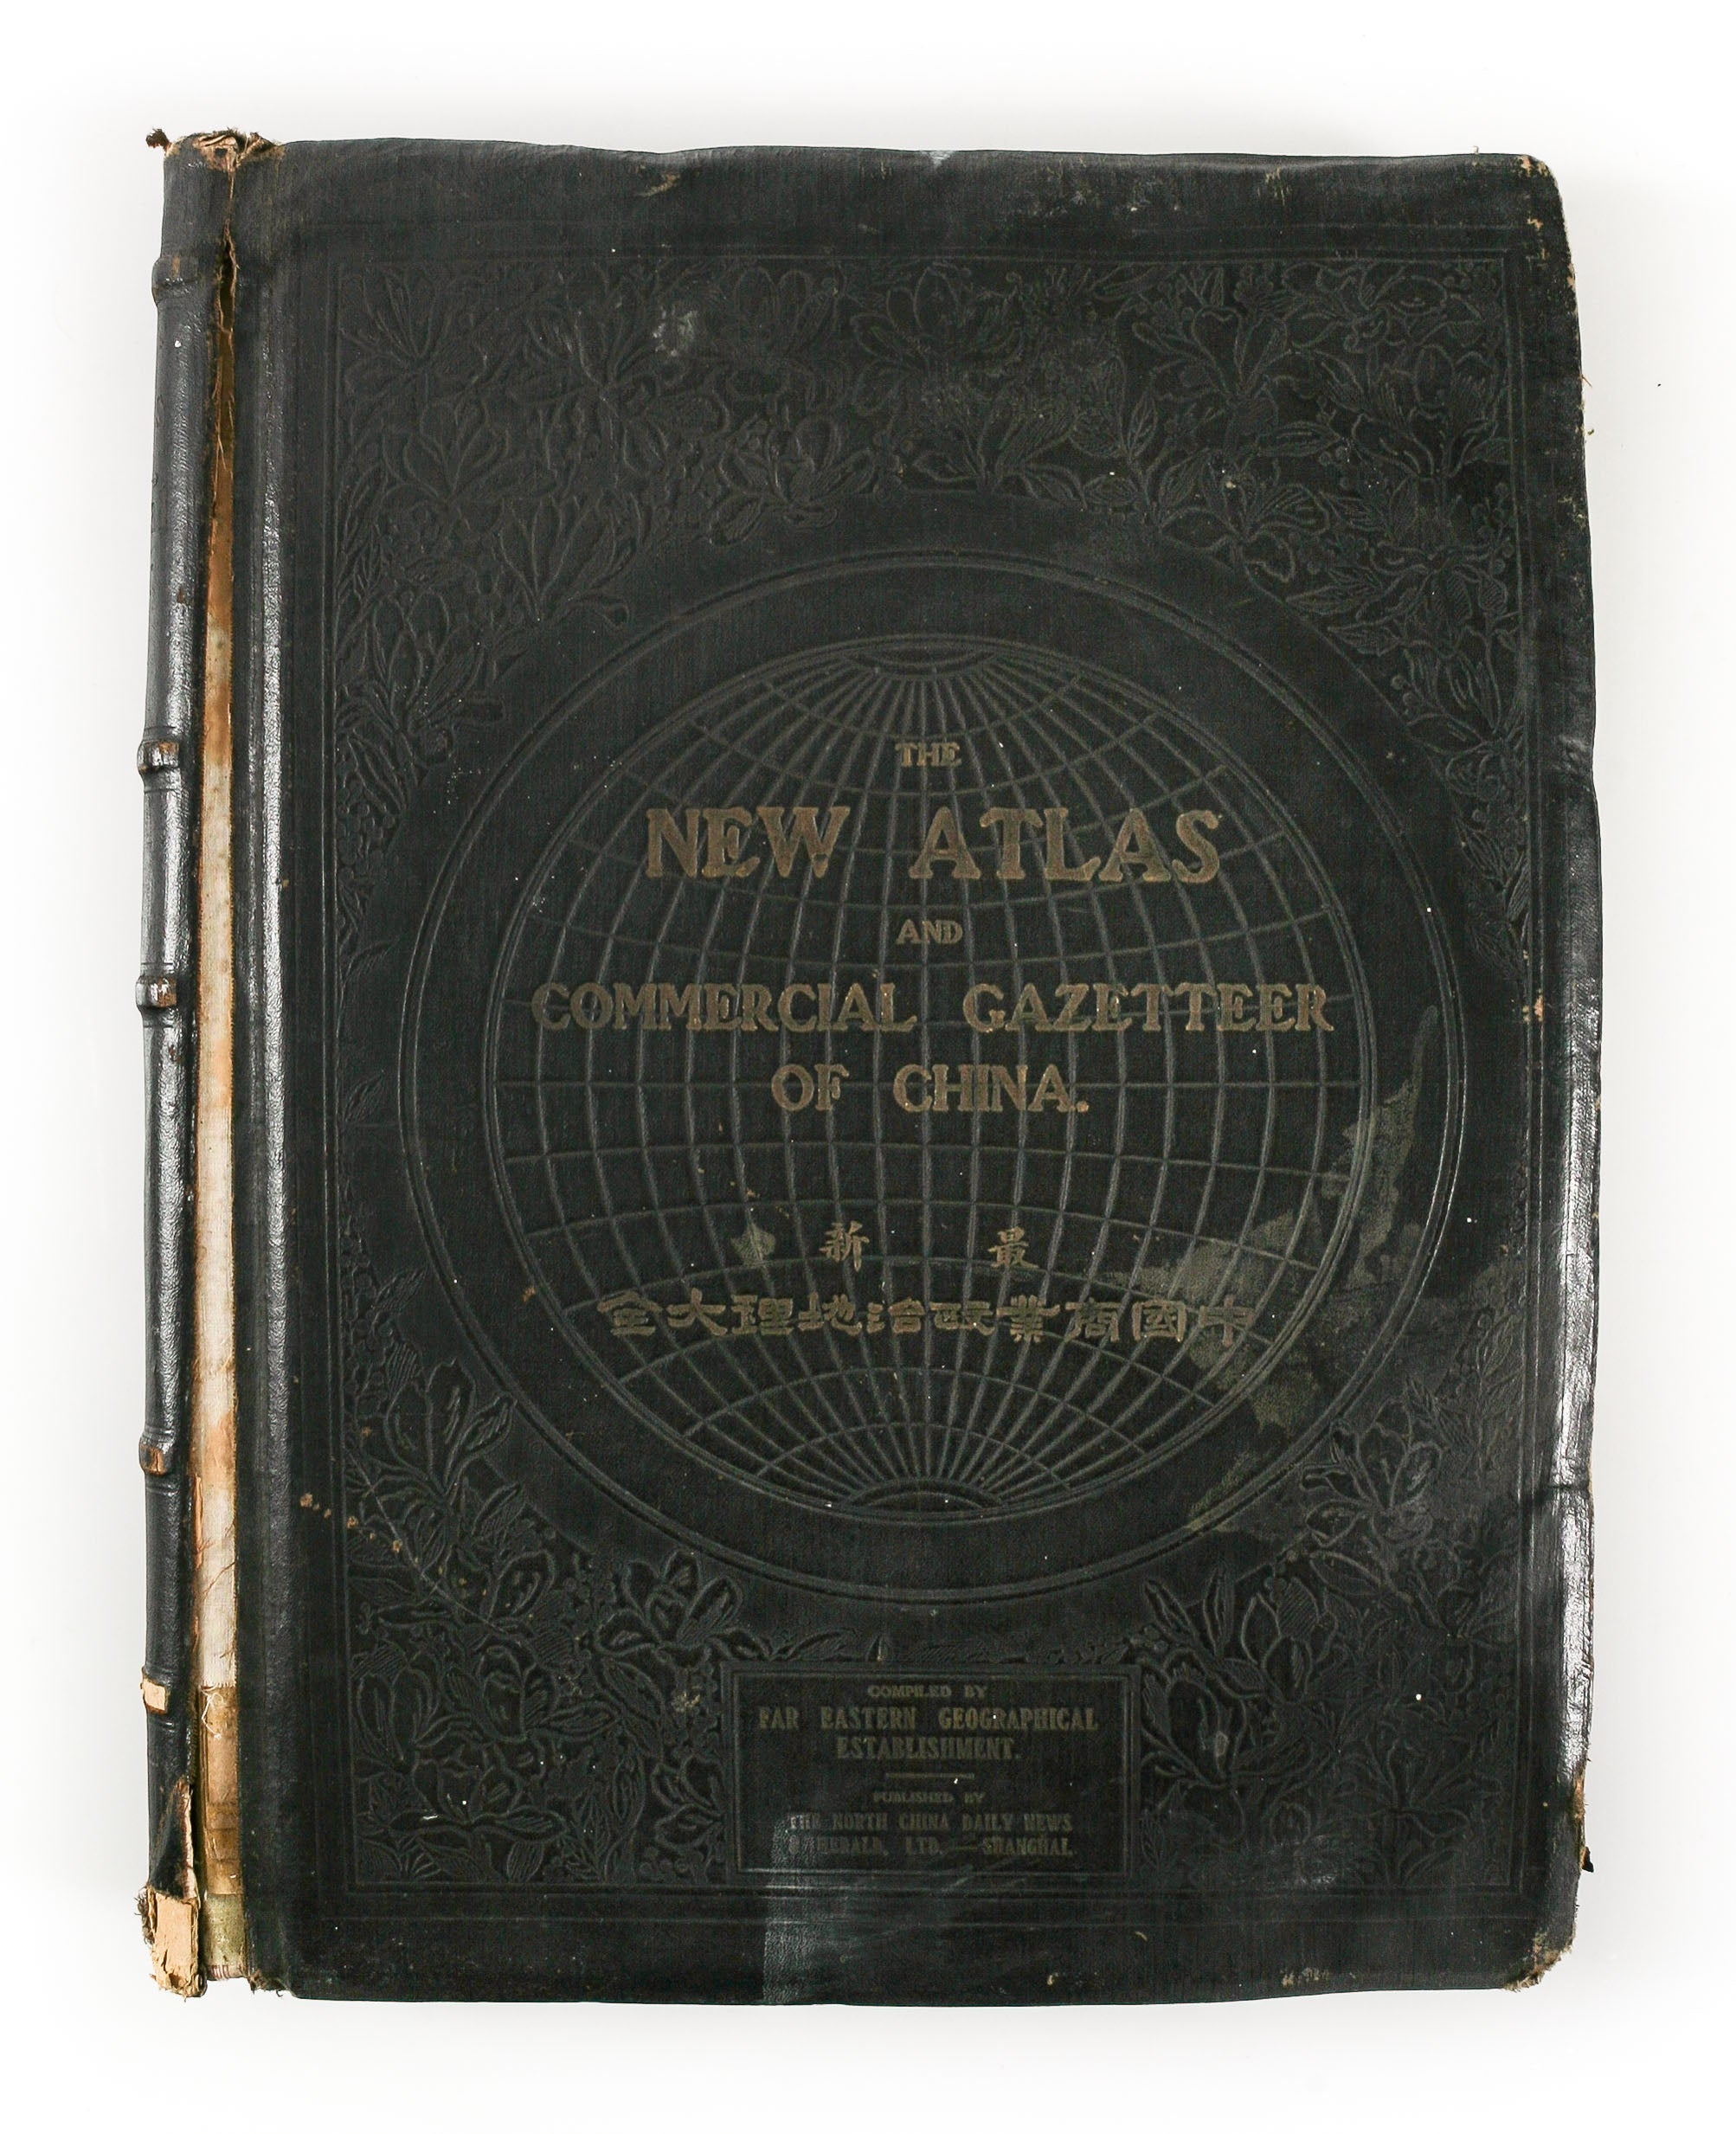 THE
NEW ATLAS
AND
COMMERCIAL GAZETTEER
OF CHINA.
最新
中國商業政治地理大全
COMPILED BY
FAR EASTERN GEOGRAPHICAL
ESTABLISHMENT.
PUBLISHED BY
THE NORTH CHINA DAILY NEWS
& HERALD, LTD.—SHANGHAI.